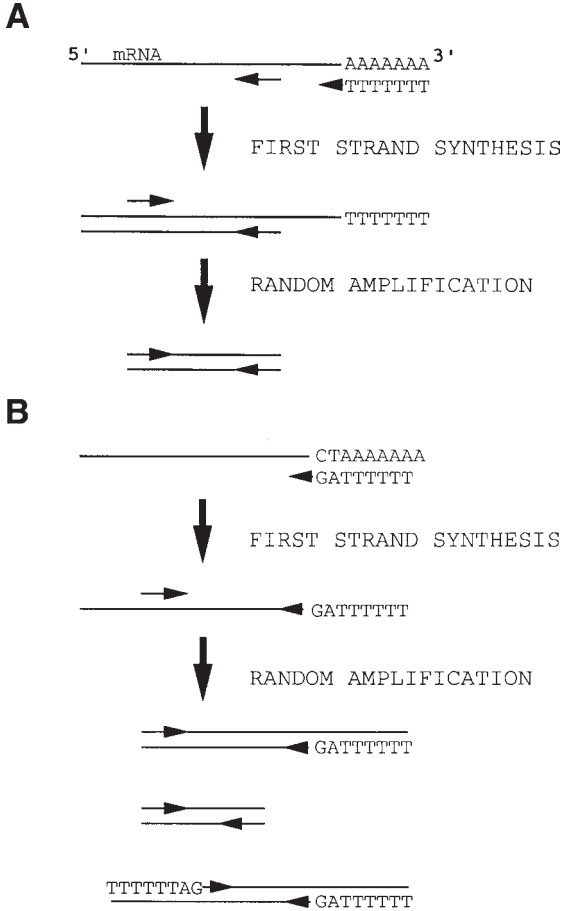 A
5' mRNA AAAAAAA 3'
TTTTTTT
FIRST STRAND SYNTHESIS
TTTTTTT
RANDOM AMPLIFICATION
B
CTAAAAAAA
GATTTTTT
FIRST STRAND SYNTHESIS
GATTTTTT
RANDOM AMPLIFICATION
GATTTTTT
TTTTTTAG
GATTTTTT